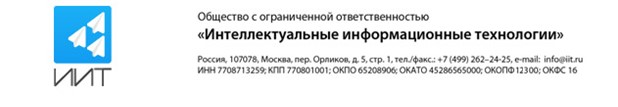 Общество с ограниченной ответственностью
«Интеллектуальные информационные технологии»
Россия, 107078, Москва, пер. Орликов, д. 5, стр. 1, тел./факс.: +7 (499) 262–24-25, e-mail: info@iit.ru
ИНН 7708713259; КПП 770801001; ОКПО 65208906; ОКАТО 45286565000; ОКОПФ12300; ОКФС 16
ИИТ